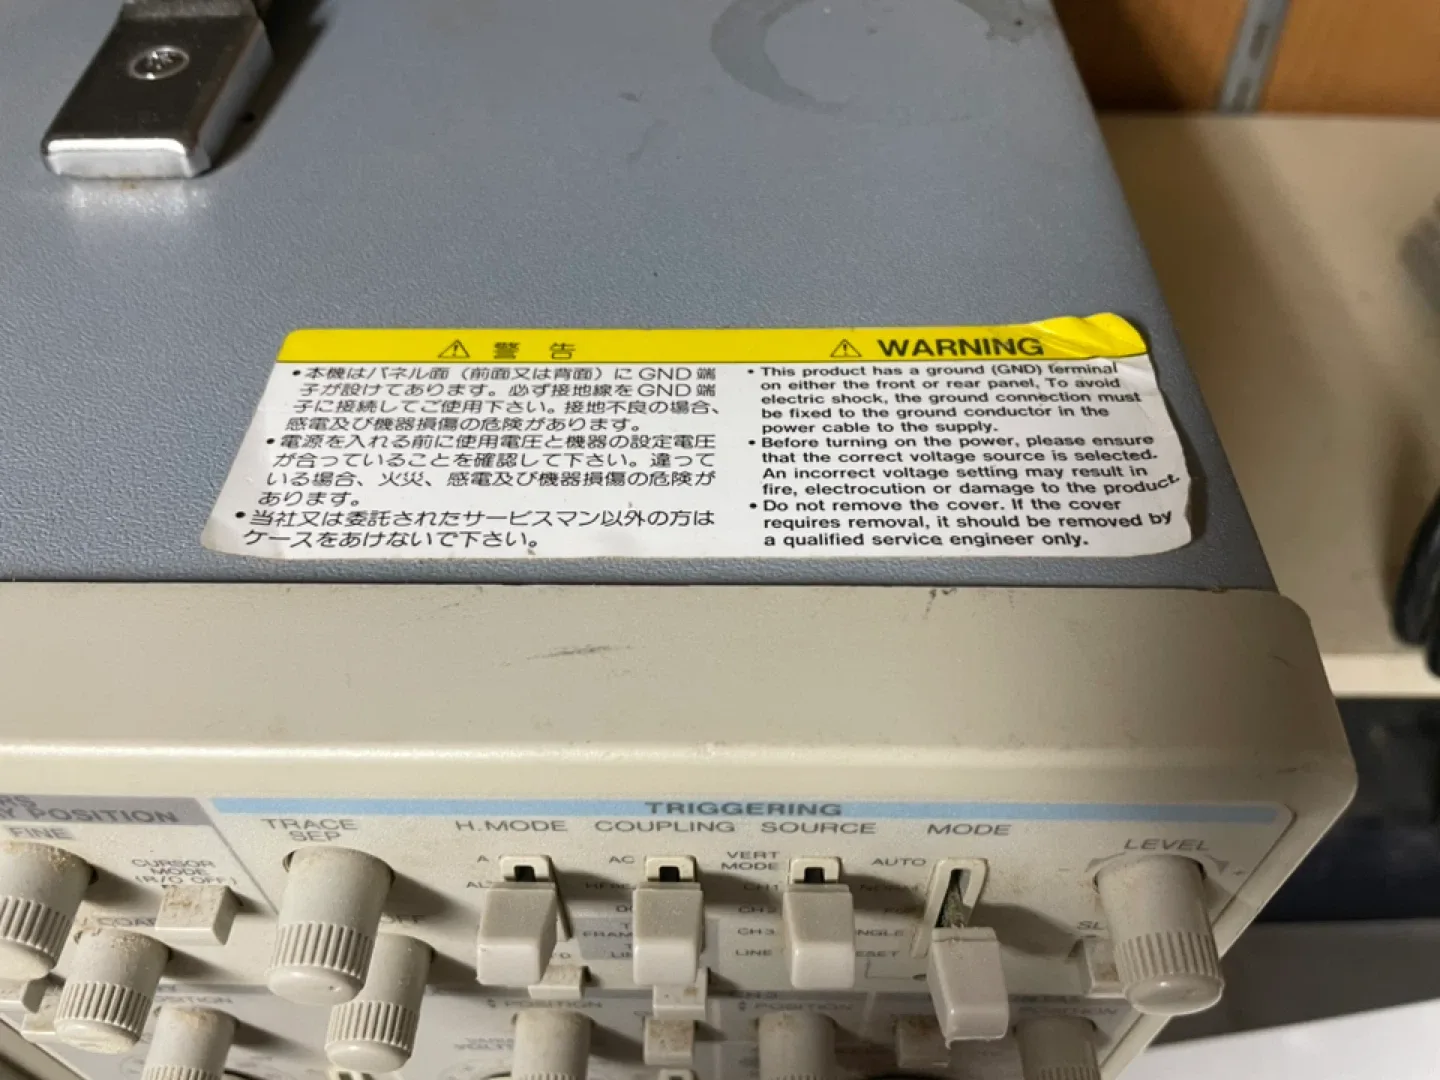 警 告
・本機はパネル面（前面又は背面）にGND端
子が設けてあります。必ず接地線をGND端
子に接続してご使用下さい。接地不良の場合、
感電及び機器損傷の危険があります。
・電源を入れる前に使用電圧と機器の設定電圧
が合っていることを確認して下さい。違って
いる場合、火災、感電及び機器損傷の危険が
あります。
・当社又は委託されたサービスマン以外の方は
ケースをあけないで下さい。
WARNING
• This product has a ground (GND) terminal
on either the front or rear panel, To avoid
electric shock, the ground connection must
be fixed to the ground conductor in the
power cable to the supply.
• Before turning on the power, please ensure
that the correct voltage source is selected.
An incorrect voltage setting may result in
fire, electrocution or damage to the product.
• Do not remove the cover. If the cover
requires removal, it should be removed by
a qualified service engineer only.
POSITION
FINE
CURSOR
MODE
(R/O OFF)
TRIGGERING
TRACE
SEP
H.MODE
COUPLING
SOURCE
MODE
LEVEL
A
AC
VERT
MODE
AUTO
CH1
NORM
CH2
CH3
LINE
POSITION
POSITION
POSITION